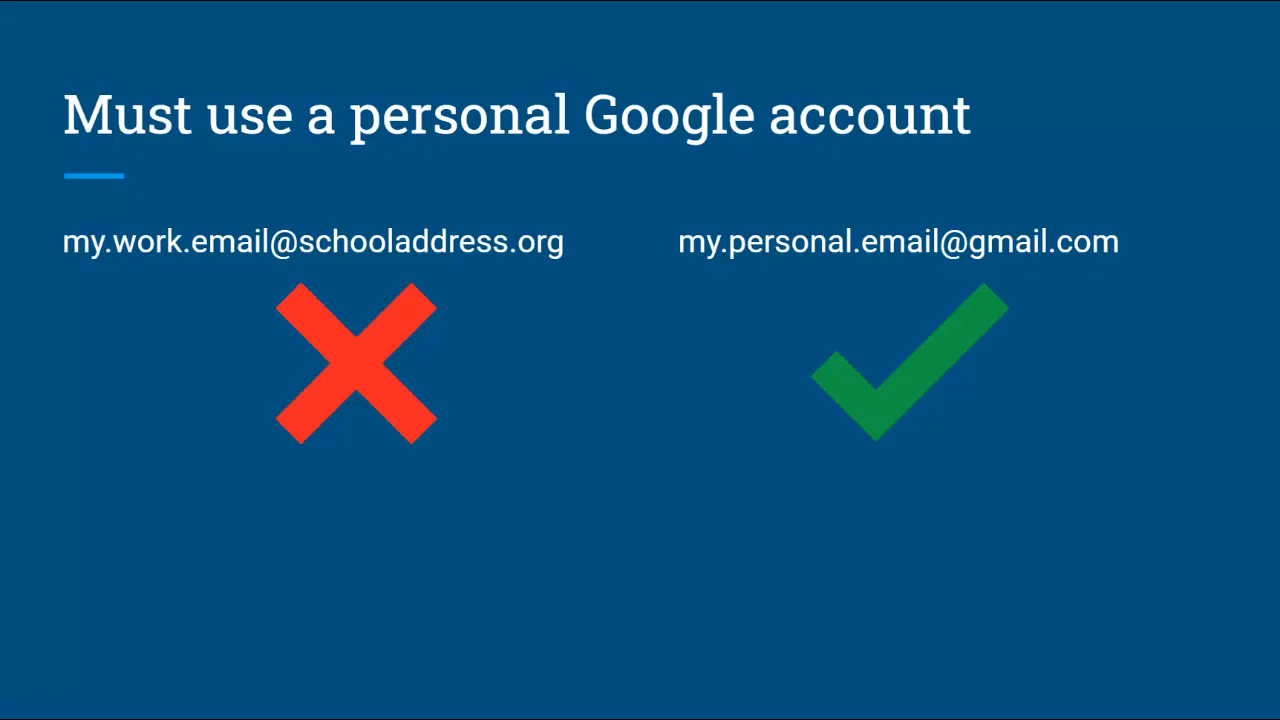 Must use a personal Google account
my.work.email@schooladdress.org
my.personal.email@gmail.com